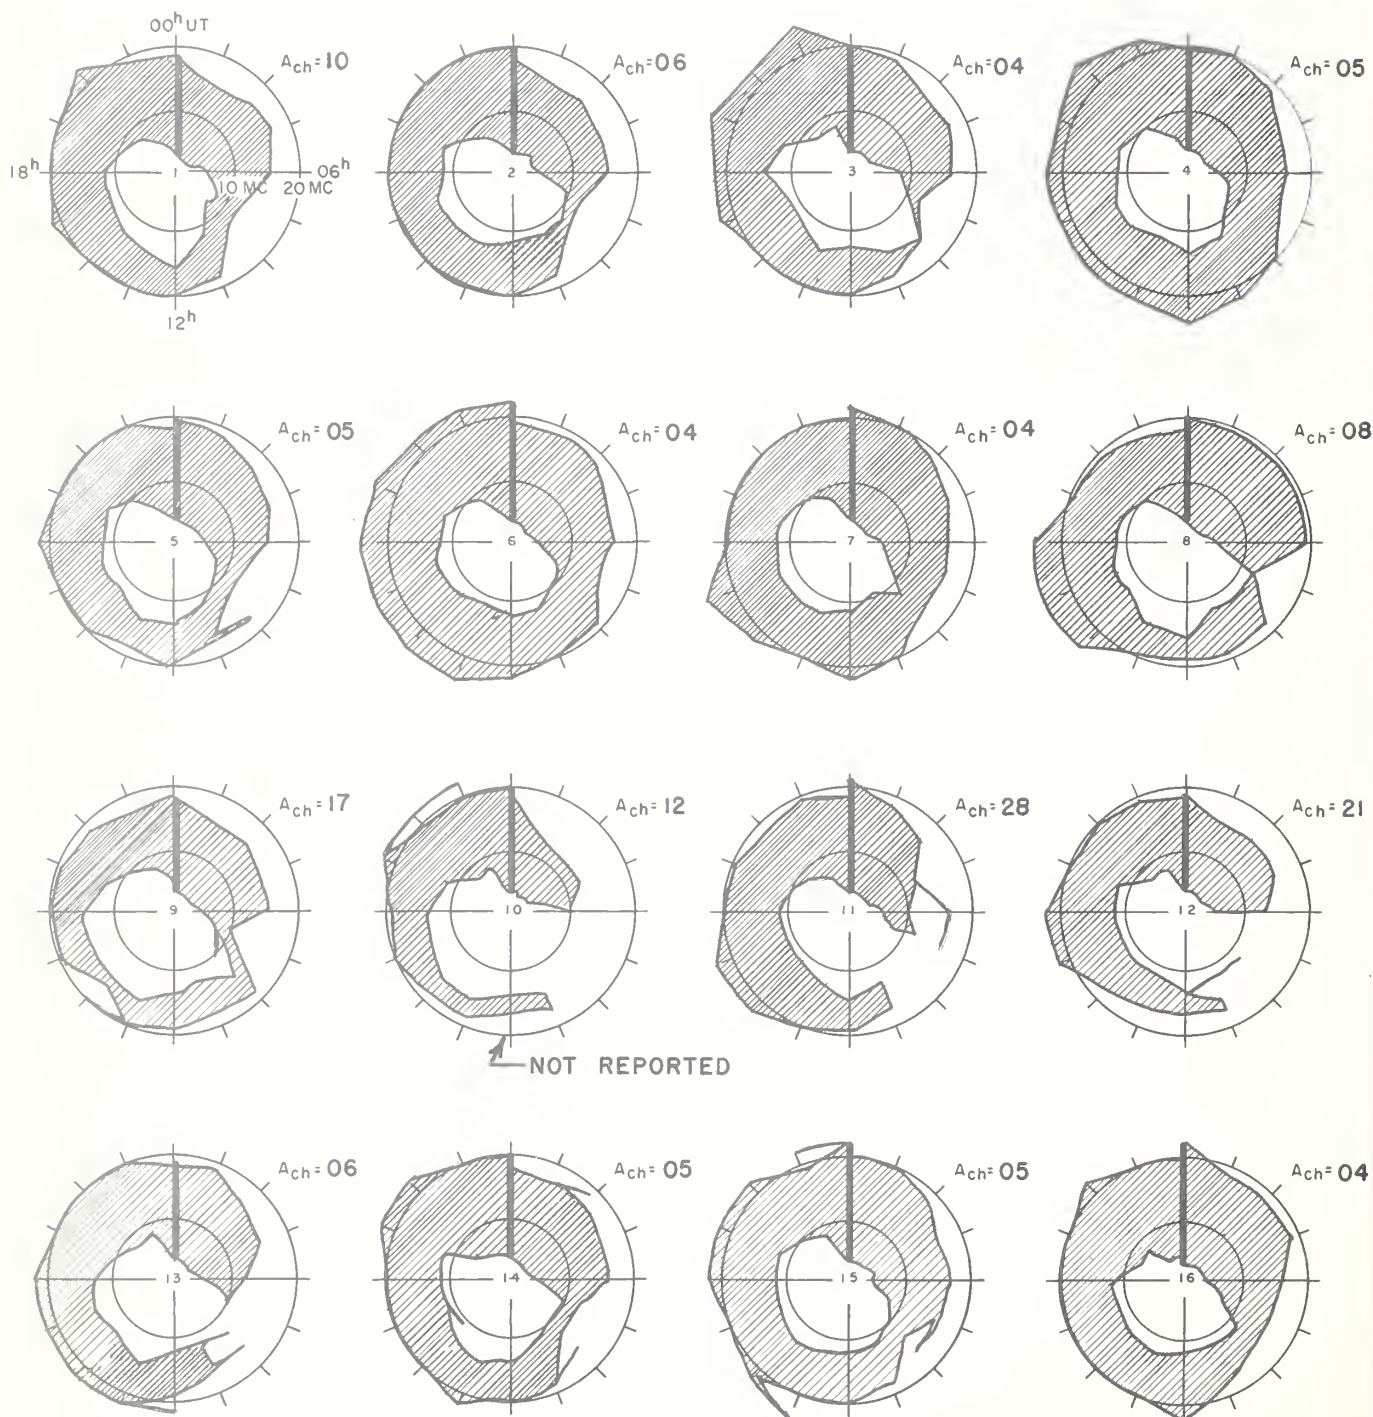 00h UT
Ach=10
Ach=06
Ach=04
Ach=05
18h
1
10 MC
20 MC
06h
2
3
4
12h
Ach=05
Ach=04
Ach=04
Ach=08
5
6
7
8
Ach=17
Ach=12
Ach=28
Ach=21
9
10
11
12
NOT REPORTED
Ach=06
Ach=05
Ach=05
Ach=04
13
14
15
16